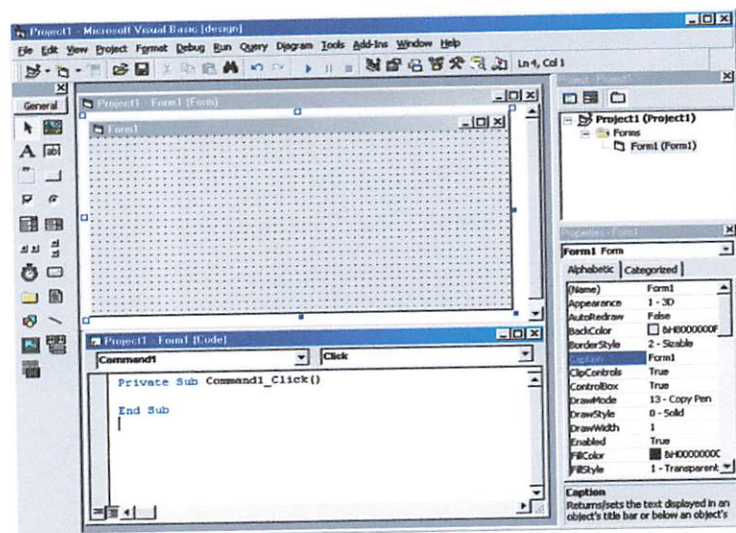 Project1 - Microsoft Visual Basic [design]
File Edit View Project Format Debug Run Query Diagram Tools Add-Ins Window Help
Ln 4, Col 1
General
Project1 - Form1 (Form)
Form1
Project - Project1
Project1 (Project1)
Forms
Form1 (Form1)
Properties - Form1
Form1 Form
Alphabetic Categorized
(Name) Form1
Appearance 1 - 3D
AutoRedraw False
BackColor &H8000000F
BorderStyle 2 - Sizable
Caption Form1
ClipControls True
ControlBox True
DrawMode 13 - Copy Pen
DrawStyle 0 - Solid
DrawWidth 1
Enabled True
FillColor &H0000000C
FillStyle 1 - Transparent
Caption
Returns/sets the text displayed in an
object's title bar or below an object's
Project1 - Form1 (Code)
Command1 Click
Private Sub Command1_Click()
End Sub